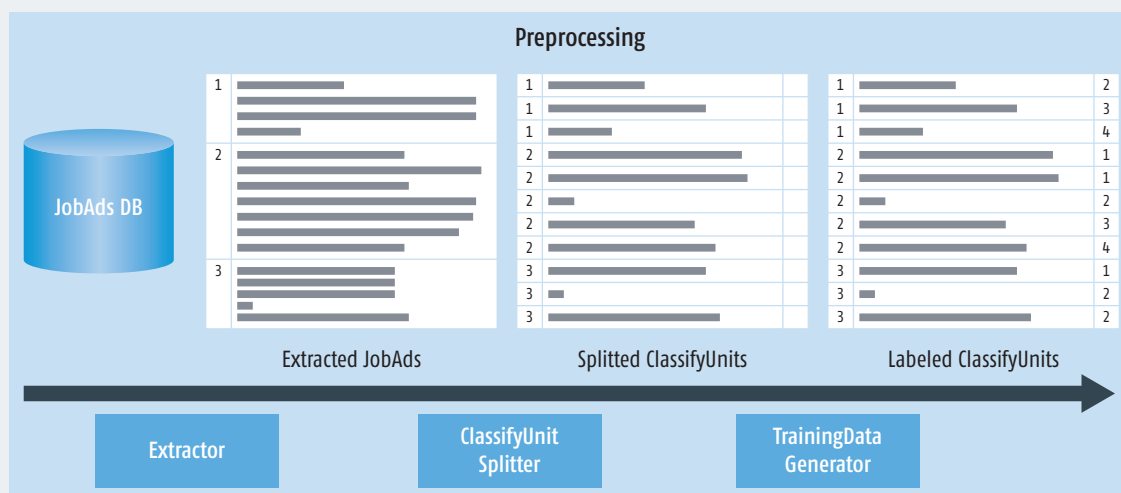 Preprocessing
JobAds DB
1
2
3
Extracted JobAds
1
1
1
2
2
2
2
2
3
3
3
Splitted ClassifyUnits
1 2
1 3
1 4
2 1
2 1
2 2
2 3
2 4
3 1
3 2
3 2
Labeled ClassifyUnits
Extractor
ClassifyUnit
Splitter
TrainingData
Generator